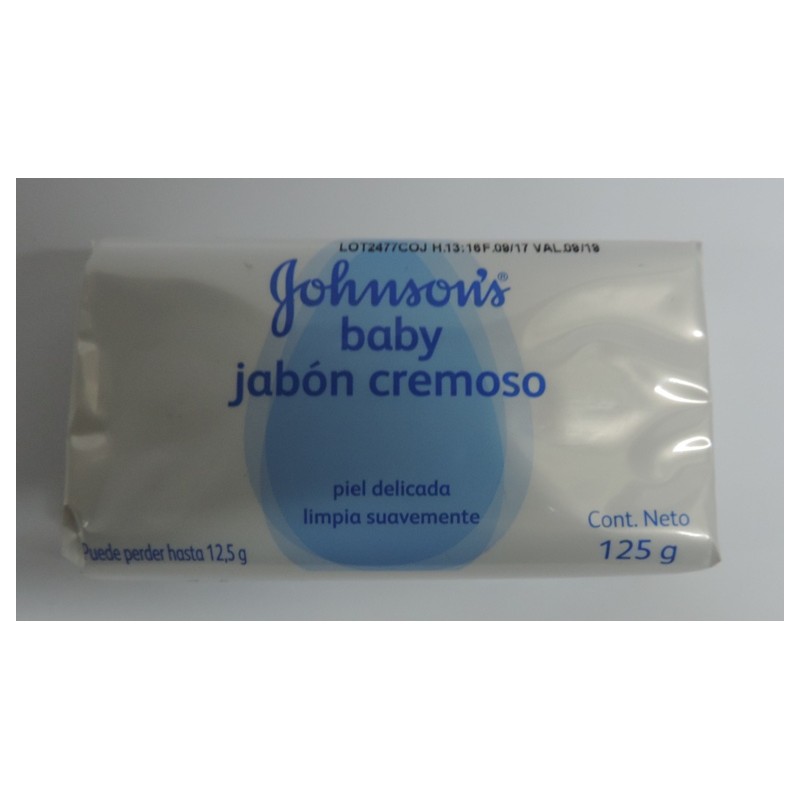 LOT2477COJ H.13:16F.09/17 VAL.09/19
Johnson's®
baby
jabón cremoso
piel delicada
limpia suavemente
Cont. Neto
125 g
Puede perder hasta 12,5 g